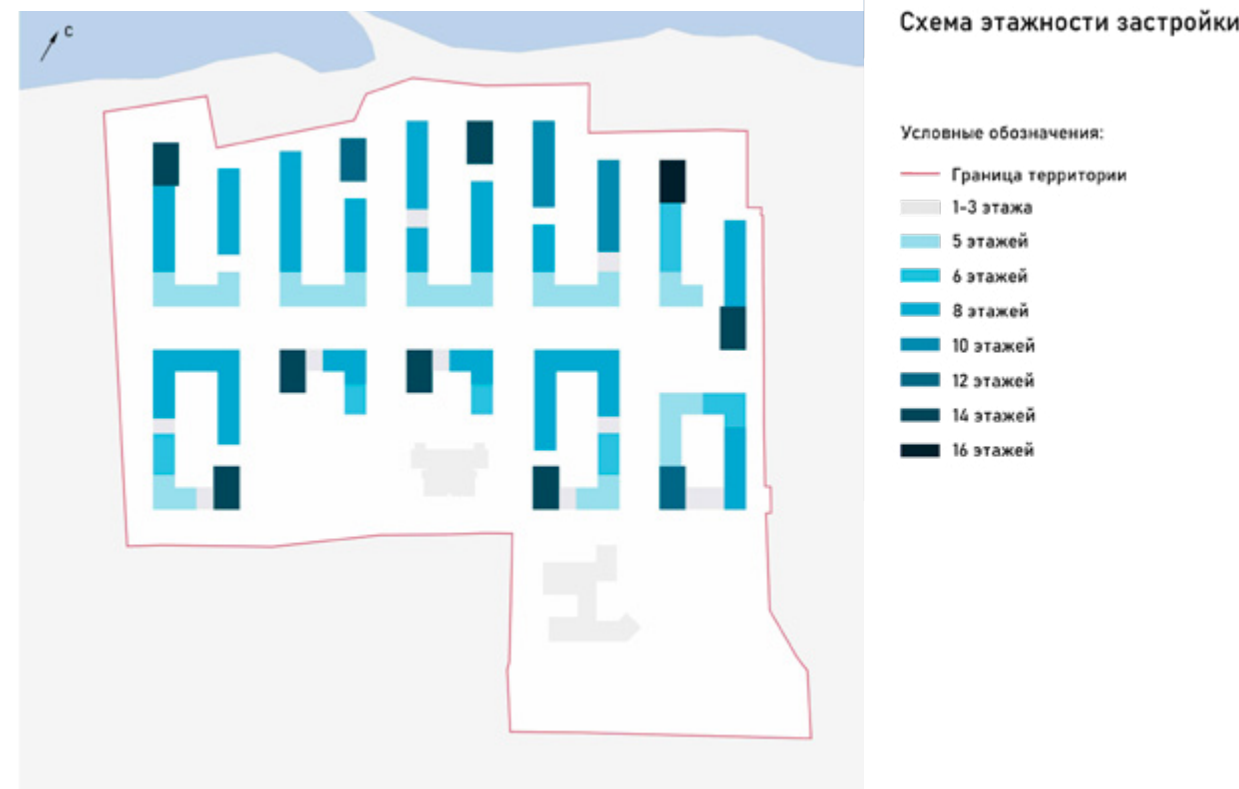 С
Схема этажности застройки
Условные обозначения:
Граница территории
1-3 этажа
5 этажей
6 этажей
8 этажей
10 этажей
12 этажей
14 этажей
16 этажей